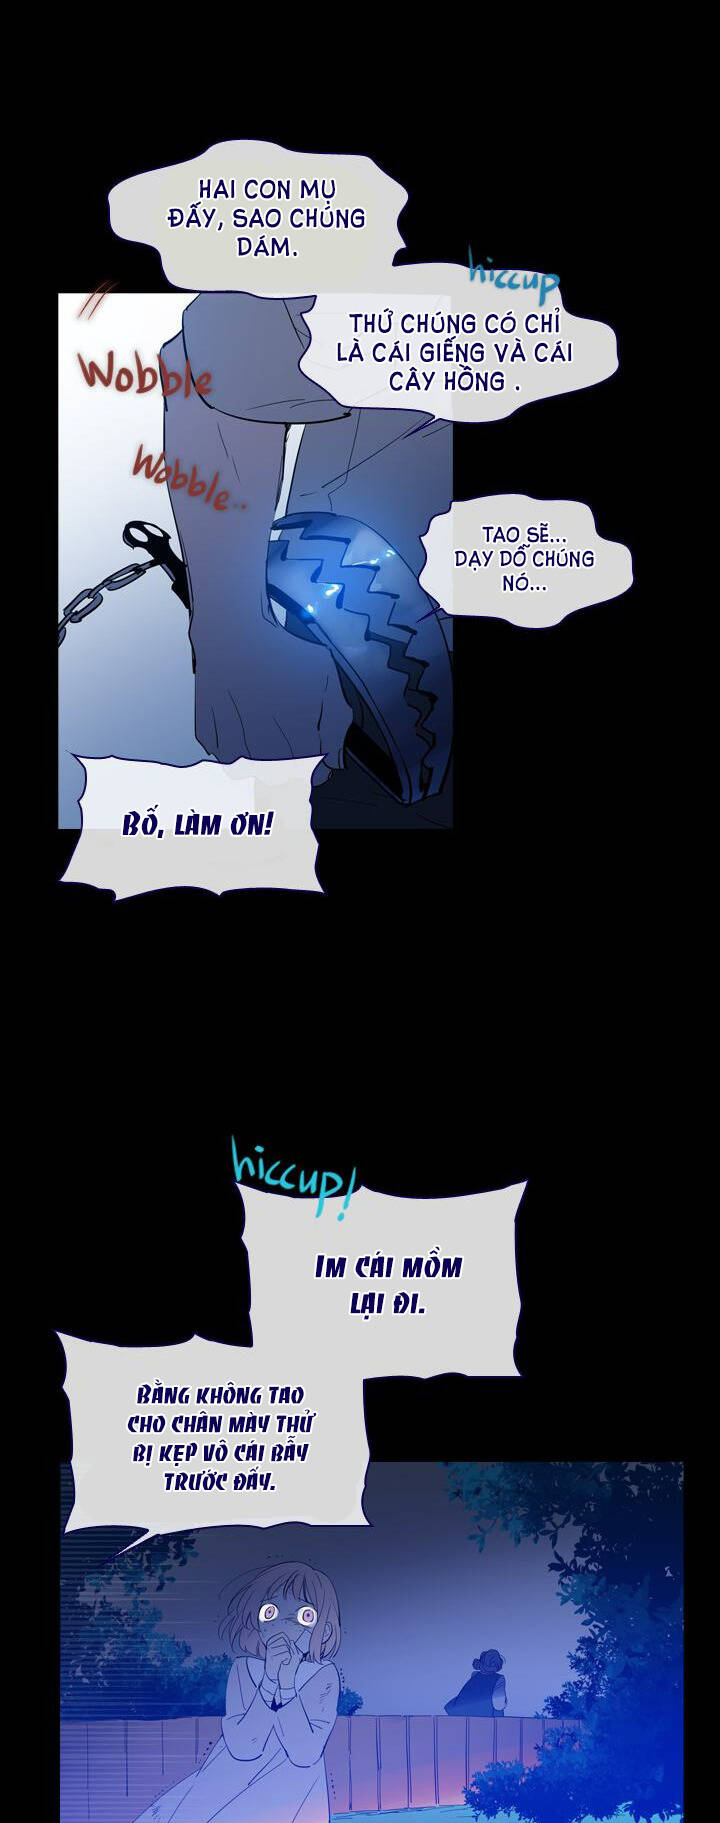 HAI CON MỤ
ĐẤY, SAO CHÚNG
DÁM.
hiccup
THỨ CHÚNG CÓ CHỈ
LÀ CÁI GIẾNG VÀ CÁI
CÂY HỒNG .
Wobble
Wobble..
TAO SẼ...
DẠY DỖ CHÚNG
NÓ...
BỐ, LÀM ƠN!
hiccup!
IM CÁI MỒM
LẠI ĐI.
BẰNG KHÔNG TAO
CHO CHÂN MÀY THỬ
BỊ KẸP VÔ CÁI BẪY
TRƯỚC ĐẤY.